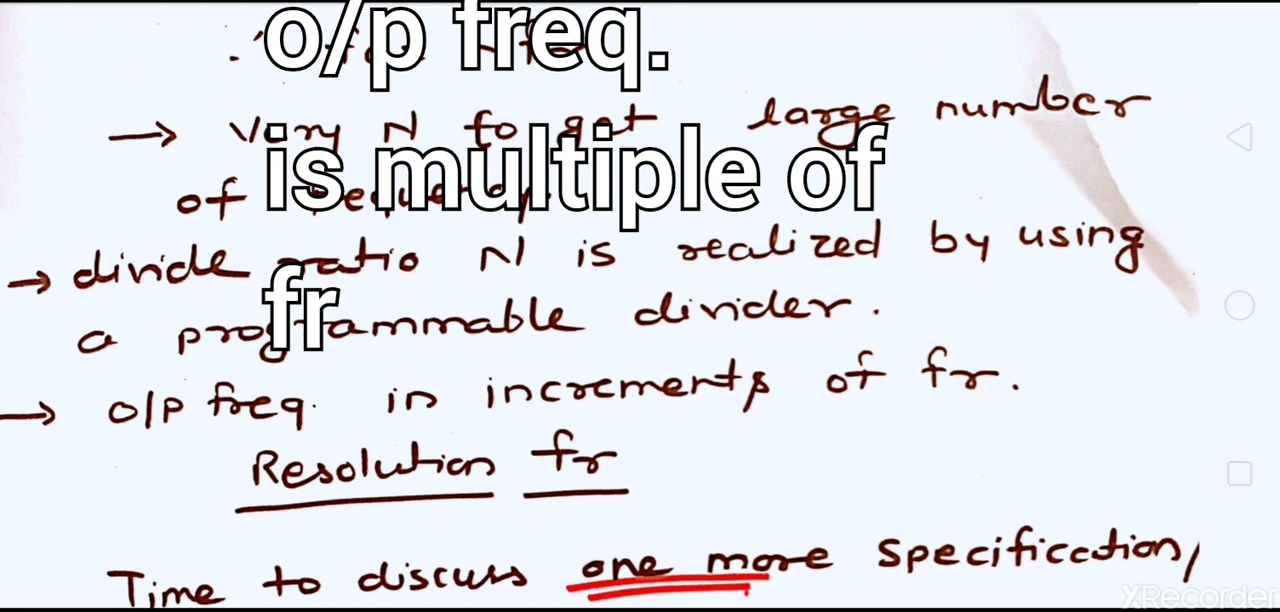 o/p freq.
→ Vary N to get large number
is multiple of
of
→ divide ratio N is realized by using
fr
a programmable divider.
→ o/p freq. in increments of fr.
Resolution fr
Time to discuss one more specification,
XRecorder